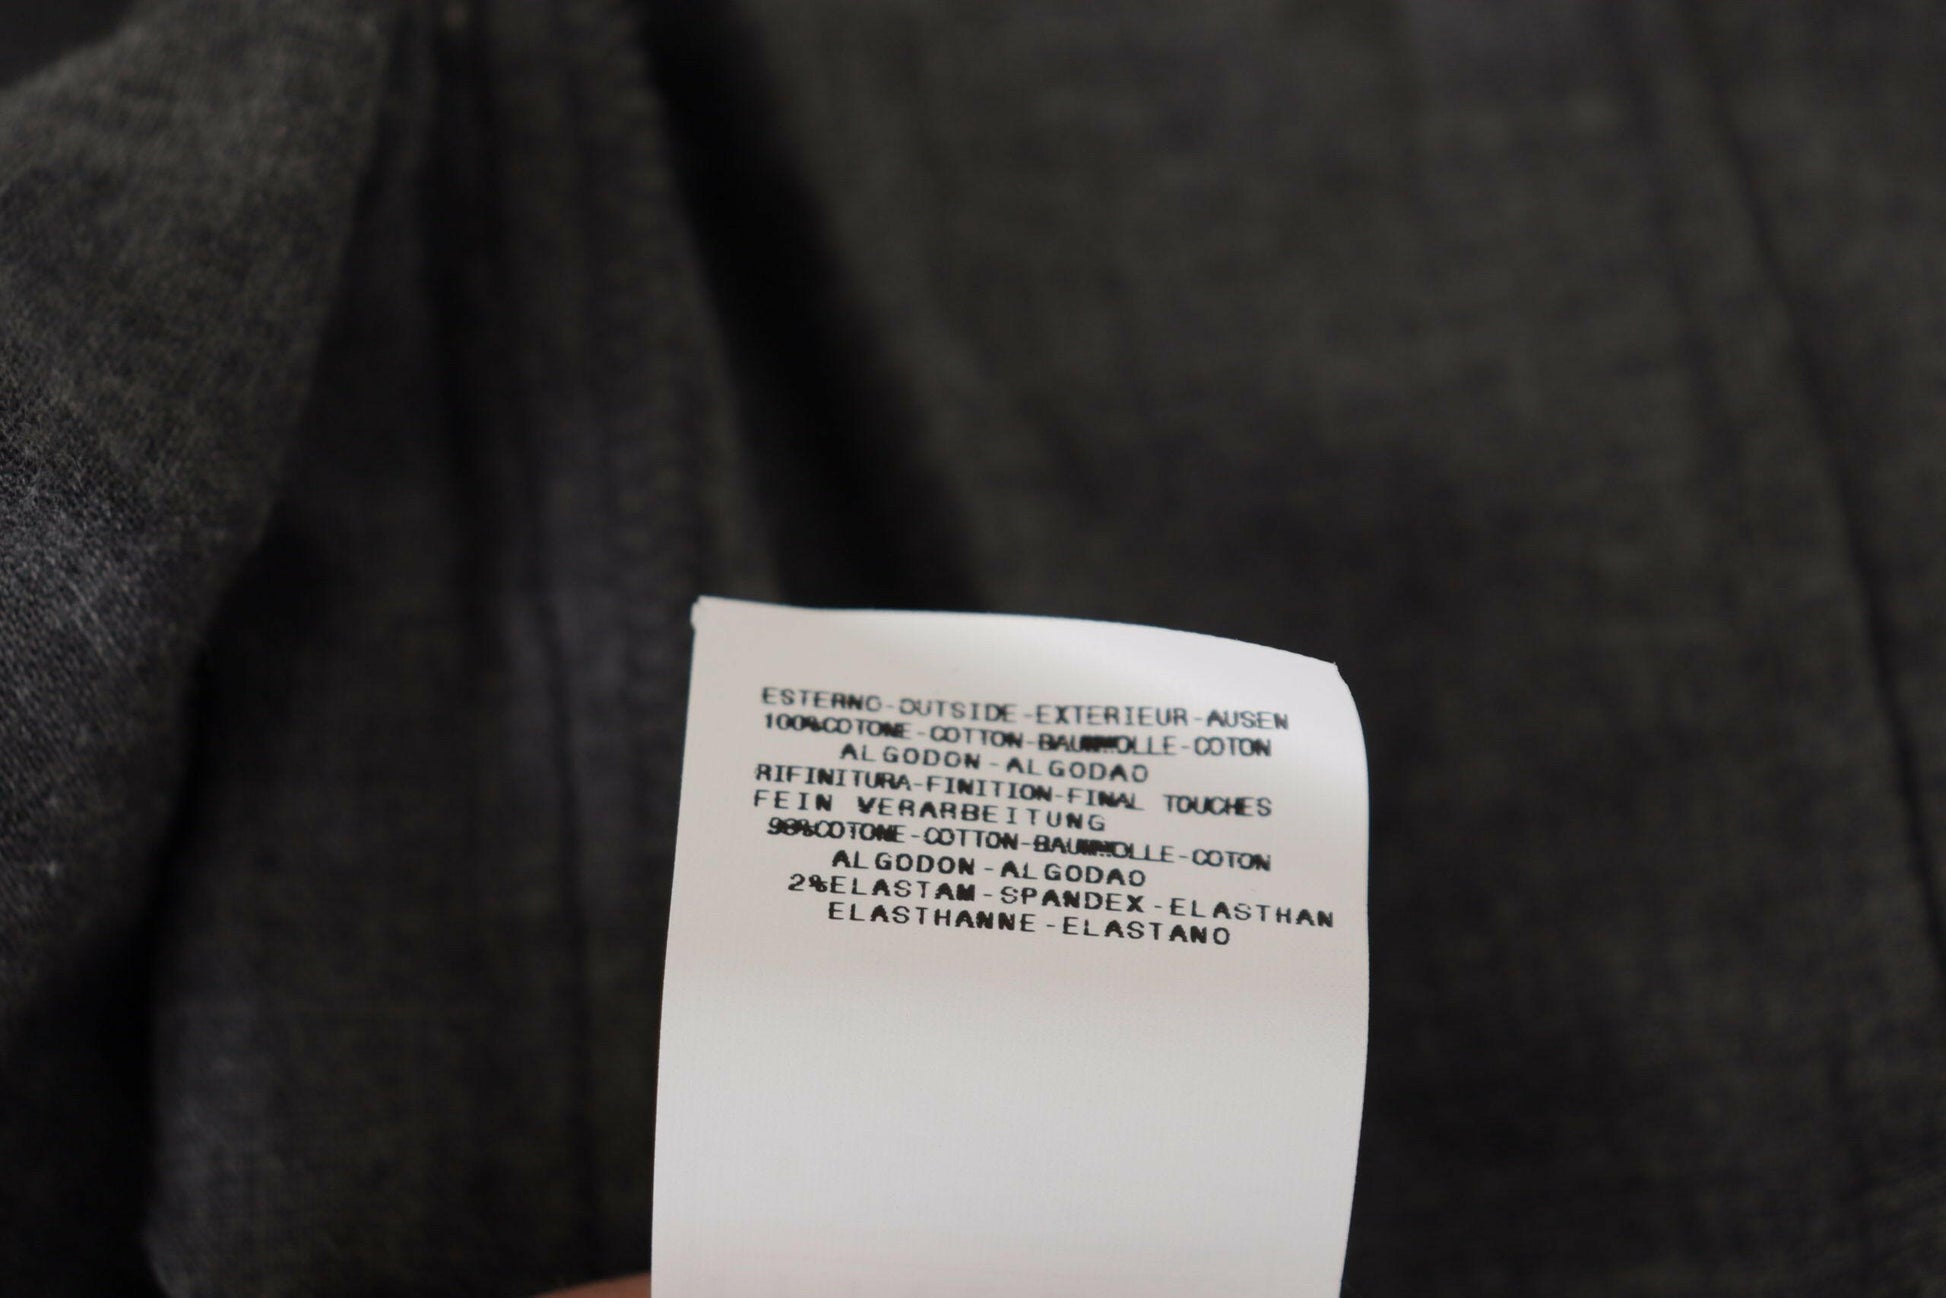 ESTERNO-OUTSIDE-EXTERIEUR-AUSEN
100%COTONE-COTTON-BAUMWOLLE-COTON
ALGODON-ALGODAO
RIFINITURA-FINITION-FINAL TOUCHES
FEIN VERARBEITUNG
98%COTONE-COTTON-BAUMWOLLE-COTON
ALGODON-ALGODAO
2%ELASTAM-SPANDEX-ELASTHAN
ELASTHANNE-ELASTANO